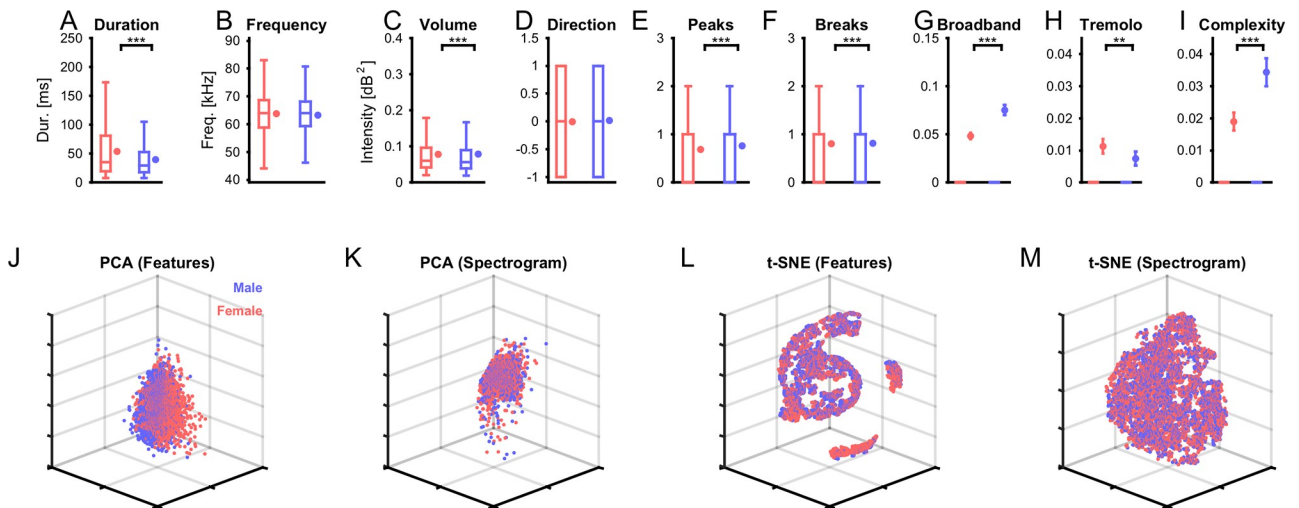 A Duration
***
Dur. [ms]
250
200
150
100
50
0
B Frequency
Freq. [kHz]
90
80
70
60
50
40
C Volume
***
Intensity [dB²]
0.4
0.3
0.2
0.1
0
D Direction
1
0.5
0
-0.5
-1
E Peaks
***
3
2
1
0
F Breaks
***
3
2
1
0
G Broadband
***
0.15
0.1
0.05
0
H Tremolo
**
0.04
0.03
0.02
0.01
0
I Complexity
***
0.04
0.03
0.02
0.01
0
J PCA (Features)
Male
Female
K PCA (Spectrogram)
L t-SNE (Features)
M t-SNE (Spectrogram)